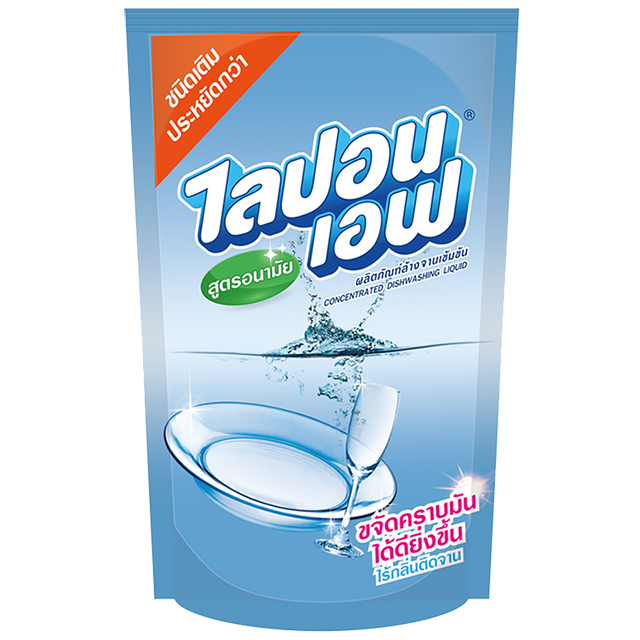 ชนิดเติม
ประหยัดกว่า
ไลปอน
®
เอฟ
สูตรอนามัย
ผลิตภัณฑ์ล้างจานเข้มข้น
CONCENTRATED DISHWASHING LIQUID
ขจัดคราบมัน
ได้ดียิ่งขึ้น
ไร้กลิ่นติดจาน